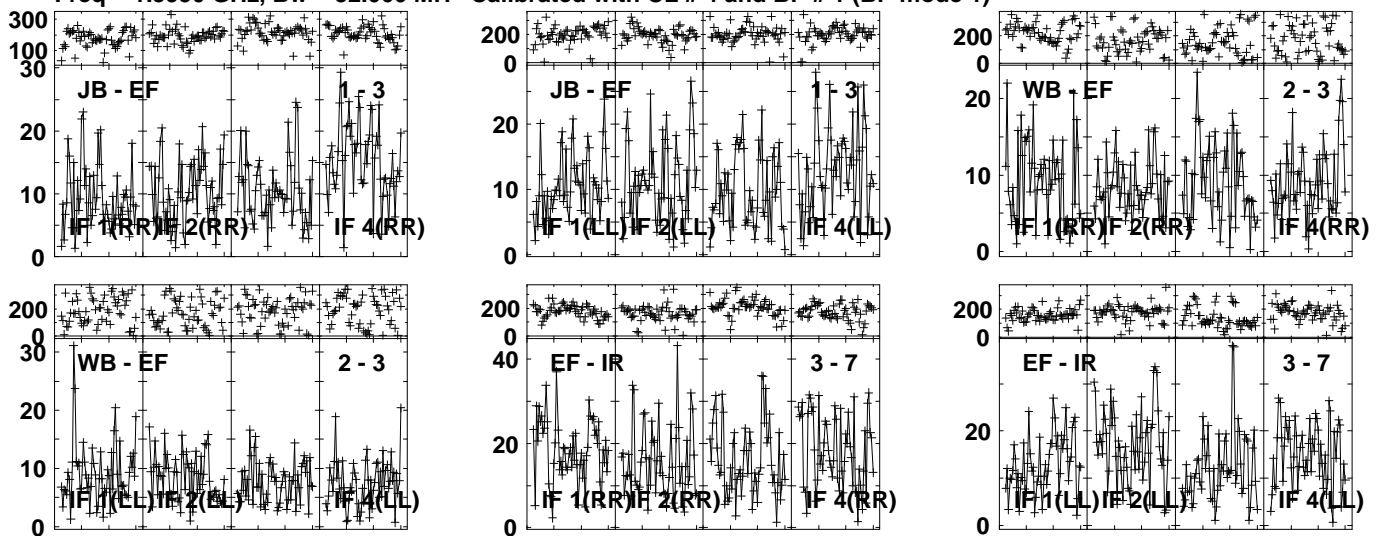 300
200
100
30
20
10
0
JB - EF 1 - 3
IF 1(RR) IF 2(RR) IF 4(RR)
200
0
20
10
0
JB - EF 1 - 3
IF 1(LL) IF 2(LL) IF 4(LL)
200
0
20
10
0
WB - EF 2 - 3
IF 1(RR) IF 2(RR) IF 4(RR)
200
0
30
20
10
0
WB - EF 2 - 3
IF 1(LL) IF 2(LL) IF 4(LL)
200
0
40
20
0
EF - IR 3 - 7
IF 1(RR) IF 2(RR) IF 4(RR)
200
0
20
0
EF - IR 3 - 7
IF 1(LL) IF 2(LL) IF 4(LL)